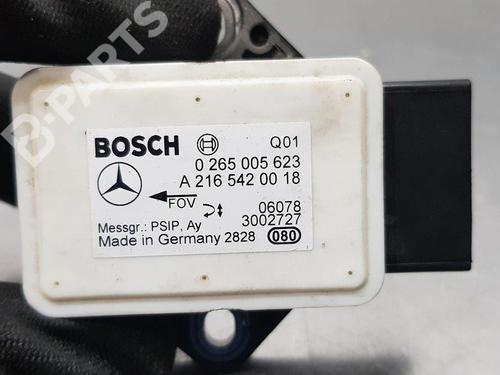 B-PARTS
BOSCH Q01
0 265 005 623
A 216 542 00 18
FOV
06078
Messgr.: PSIP, Ay 3002727
Made in Germany 2828 080